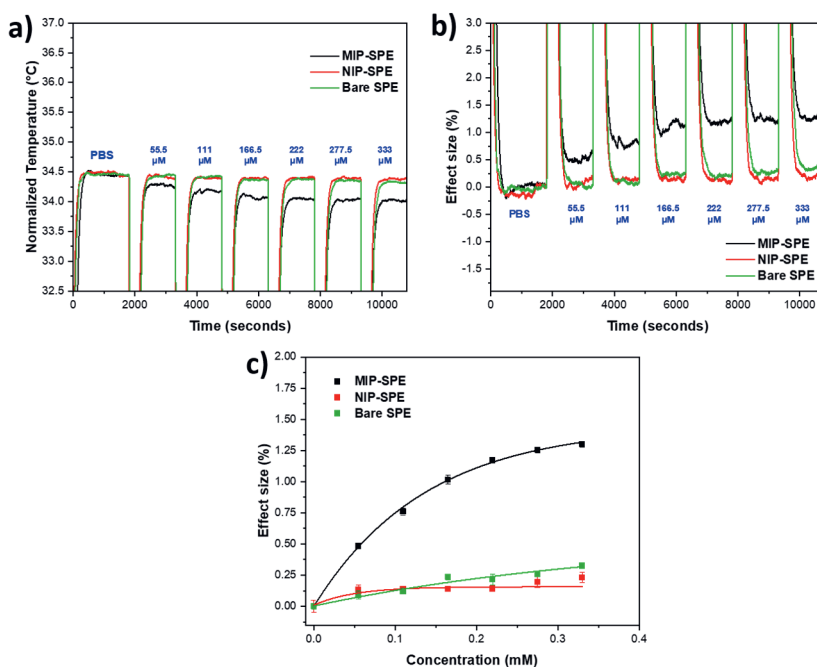 a)
37.0
36.5
36.0
35.5
35.0
34.5
34.0
33.5
33.0
32.5
Normalized Temperature (°C)
MIP-SPE
NIP-SPE
Bare SPE
PBS
55.5 µM
111 µM
166.5 µM
222 µM
277.5 µM
333 µM
0 2000 4000 6000 8000 10000
Time (seconds)
b)
3.0
2.5
2.0
1.5
1.0
0.5
0.0
-0.5
-1.0
-1.5
Effect size (%)
PBS
55.5 µM
111 µM
166.5 µM
222 µM
277.5 µM
333 µM
MIP-SPE
NIP-SPE
Bare SPE
0 2000 4000 6000 8000 10000
Time (seconds)
c)
2.00
1.75
1.50
1.25
1.00
0.75
0.50
0.25
0.00
Effect size (%)
MIP-SPE
NIP-SPE
Bare SPE
0.0 0.1 0.2 0.3 0.4
Concentration (mM)